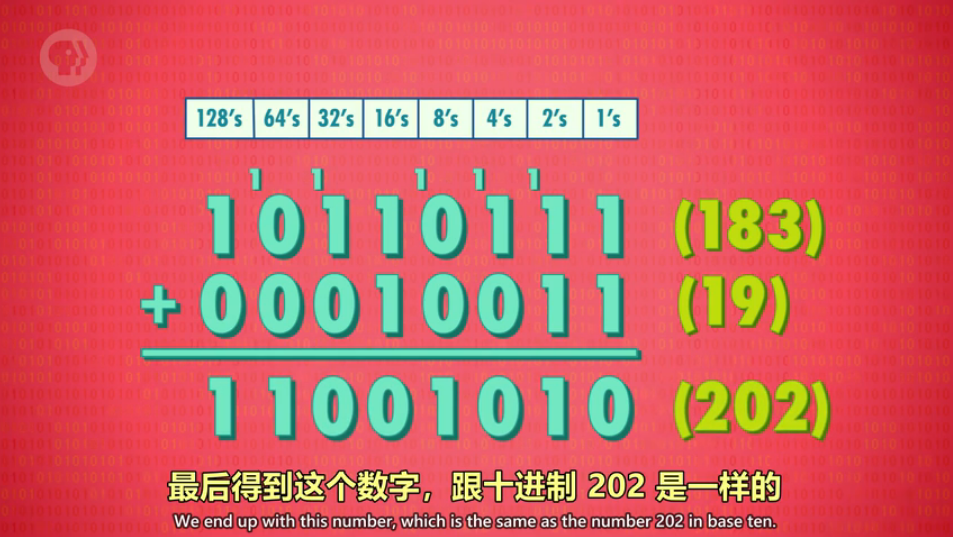 128's 64's 32's 16's 8's 4's 2's 1's
1 1 1 1 1
10110111 (183)
+ 00010011 (19)
11001010 (202)
最后得到这个数字，跟十进制 202 是一样的
We end up with this number, which is the same as the number 202 in base ten.